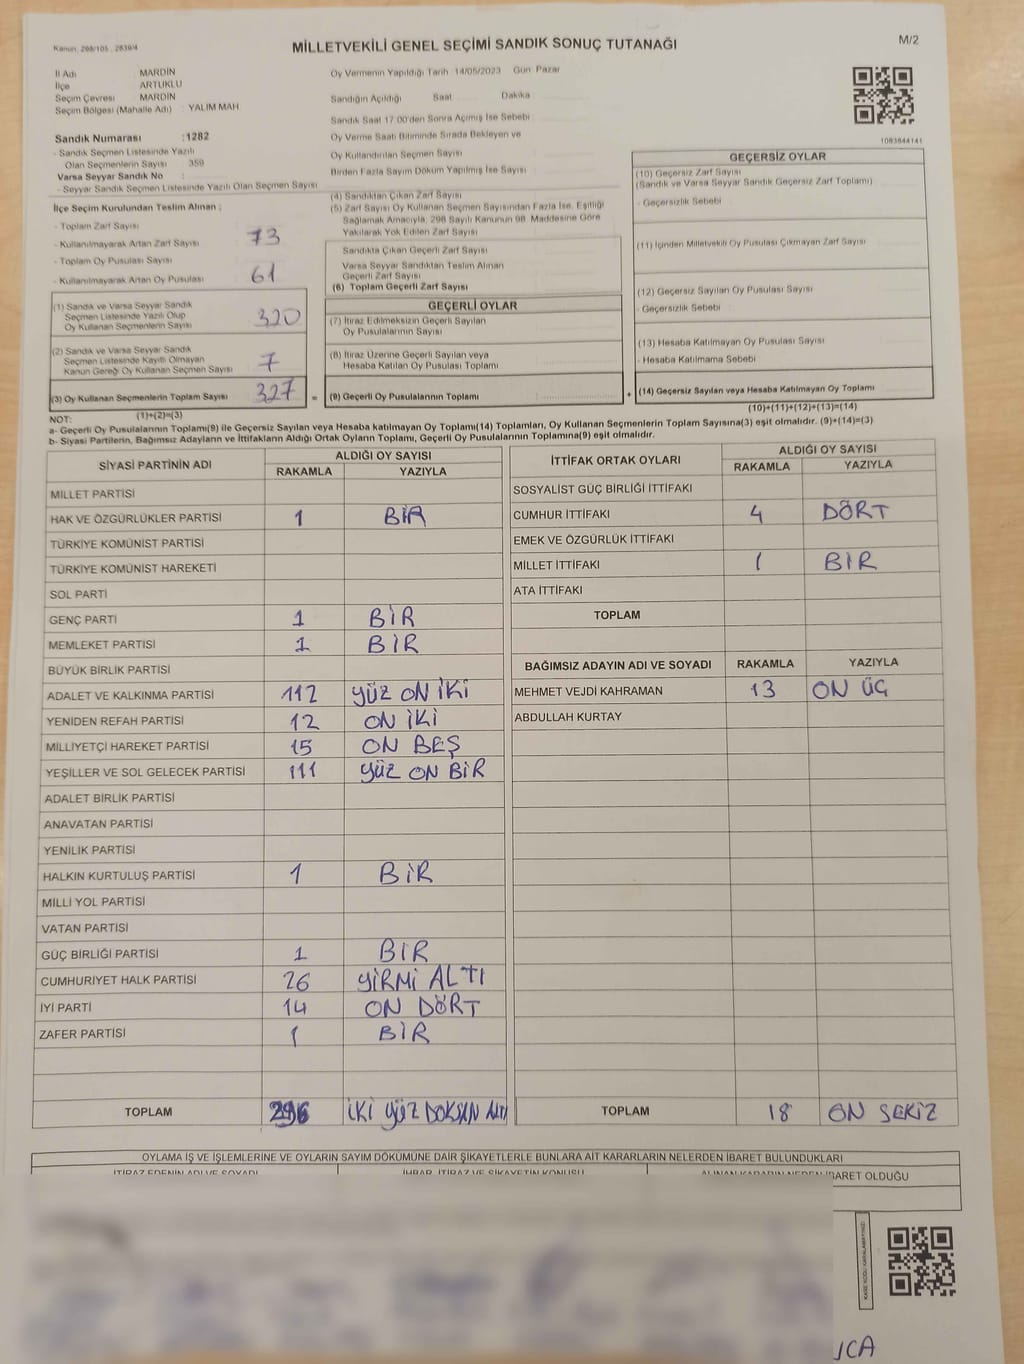 Kanun: 298/105 , 2839/4
MİLLETVEKİLİ GENEL SEÇİMİ SANDIK SONUÇ TUTANAĞI
M/2
İl Adı : MARDİN
İlçe : ARTUKLU
Seçim Çevresi : MARDİN
Seçim Bölgesi (Mahalle Adı) : YALIM MAH
Sandık Numarası :1282
- Sandık Seçmen Listesinde Yazılı
Olan Seçmenlerin Sayısı : 359
Varsa Seyyar Sandık No :
- Seyyar Sandık Seçmen Listesinde Yazılı Olan Seçmen Sayısı
Oy Vermenin Yapıldığı Tarih :14/05/2023 Gün: Pazar
Sandığın Açıldığı Saat Dakika
Sandık Saat 17:00'den Sonra Açılmış İse Sebebi
Oy Verme Saati Bitiminde Sırada Bekleyen ve
Oy Kullandırılan Seçmen Sayısı
Birden Fazla Sayım Döküm Yapılmış İse Sayısı
1083844141
İlçe Seçim Kurulundan Teslim Alınan ;
- Toplam Zarf Sayısı
- Kullanılmayarak Artan Zarf Sayısı 73
- Toplam Oy Pusulası Sayısı
- Kullanılmayarak Artan Oy Pusulası 61
(1) Sandık ve Varsa Seyyar Sandık
Seçmen Listesinde Yazılı Olup
Oy Kullanan Seçmenlerin Sayısı 320
(2) Sandık ve Varsa Seyyar Sandık
Seçmen Listesinde Kayıtlı Olmayan
Kanun Gereği Oy Kullanan Seçmen Sayısı 7
(3) Oy Kullanan Seçmenlerin Toplam Sayısı 327 =
(1)+(2)=(3)
(4) Sandıktan Çıkan Zarf Sayısı
(5) Zarf Sayısı Oy Kullanan Seçmen Sayısından Fazla İse, Eşitliği
Sağlamak Amacıyla, 298 Sayılı Kanunun 98. Maddesine Göre
Yakılarak Yok Edilen Zarf Sayısı
Sandıkta Çıkan Geçerli Zarf Sayısı
Varsa Seyyar Sandıktan Teslim Alınan
Geçerli Zarf Sayısı
(6) Toplam Geçerli Zarf Sayısı
GEÇERLİ OYLAR
(7) İtiraz Edilmeksizin Geçerli Sayılan
Oy Pusulalarının Sayısı
(8) İtiraz Üzerine Geçerli Sayılan veya
Hesaba Katılan Oy Pusulası Toplamı
(9) Geçerli Oy Pusulalarının Toplamı +
GEÇERSİZ OYLAR
(10) Geçersiz Zarf Sayısı
(Sandık ve Varsa Seyyar Sandık Geçersiz Zarf Toplamı)
- Geçersizlik Sebebi
(11) İçinden Milletvekili Oy Pusulası Çıkmayan Zarf Sayısı
(12) Geçersiz Sayılan Oy Pusulası Sayısı
- Geçersizlik Sebebi
(13) Hesaba Katılmayan Oy Pusulası Sayısı
- Hesaba Katılmama Sebebi
(14) Geçersiz Sayılan veya Hesaba Katılmayan Oy Toplamı
(10)+(11)+(12)+(13)=(14)
NOT:
a- Geçerli Oy Pusulalarının Toplamı(9) ile Geçersiz Sayılan veya Hesaba katılmayan Oy Toplamı(14) Toplamları, Oy Kullanan Seçmenlerin Toplam Sayısına(3) eşit olmalıdır. (9)+(14)=(3)
b- Siyasi Partilerin, Bağımsız Adayların ve İttifakların Aldığı Ortak Oyların Toplamı, Geçerli Oy Pusulalarının Toplamına(9) eşit olmalıdır.
SİYASİ PARTİNİN ADI ALDIĞI OY SAYISI
RAKAMLA YAZIYLA
MİLLET PARTİSİ
HAK VE ÖZGÜRLÜKLER PARTİSİ 1 BİR
TÜRKİYE KOMÜNİST PARTİSİ
TÜRKİYE KOMÜNİST HAREKETİ
SOL PARTİ
GENÇ PARTİ 1 BİR
MEMLEKET PARTİSİ 1 BİR
BÜYÜK BİRLİK PARTİSİ
ADALET VE KALKINMA PARTİSİ 112 YÜZ ON İKİ
YENİDEN REFAH PARTİSİ 12 ON İKİ
MİLLİYETÇİ HAREKET PARTİSİ 15 ON BEŞ
YEŞİLLER VE SOL GELECEK PARTİSİ 111 YÜZ ON BİR
ADALET BİRLİK PARTİSİ
ANAVATAN PARTİSİ
YENİLİK PARTİSİ
HALKIN KURTULUŞ PARTİSİ 1 BİR
MİLLİ YOL PARTİSİ
VATAN PARTİSİ
GÜÇ BİRLİĞİ PARTİSİ 1 BİR
CUMHURİYET HALK PARTİSİ 26 YİRMİ ALTI
İYİ PARTİ 14 ON DÖRT
ZAFER PARTİSİ 1 BİR
TOPLAM 296 İKİ YÜZ DOKSAN ALTI
İTTİFAK ORTAK OYLARI ALDIĞI OY SAYISI
RAKAMLA YAZIYLA
SOSYALİST GÜÇ BİRLİĞİ İTTİFAKI
CUMHUR İTTİFAKI 4 DÖRT
EMEK VE ÖZGÜRLÜK İTTİFAKI
MİLLET İTTİFAKI 1 BİR
ATA İTTİFAKI
TOPLAM
BAĞIMSIZ ADAYIN ADI VE SOYADI RAKAMLA YAZIYLA
MEHMET VEJDİ KAHRAMAN 13 ON ÜÇ
ABDULLAH KURTAY
TOPLAM 18 ON SEKİZ
OYLAMA İŞ VE İŞLEMLERİNE VE OYLARIN SAYIM DÖKÜMÜNE DAİR ŞİKAYETLERLE BUNLARA AİT KARARLARIN NELERDEN İBARET BULUNDUKLARI
İTİRAZ EDENİN ADI VE SOYADI İHBAR, İTİRAZ VE ŞİKAYETİN KONUSU ALINAN KARARIN NEDEN İBARET OLDUĞU